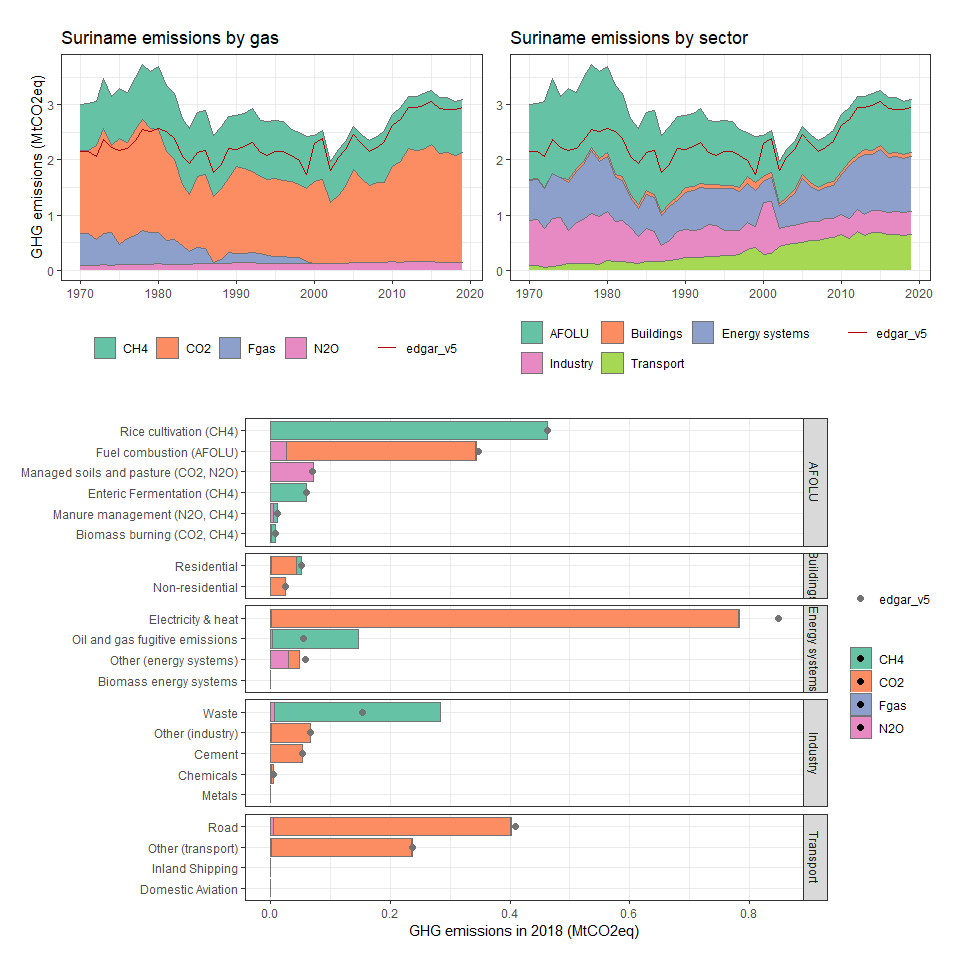 Suriname emissions by gas
Suriname emissions by sector
GHG emissions (MtCO2eq)
3
2
1
0
1970
1980
1990
2000
2010
2020
3
2
1
0
1970
1980
1990
2000
2010
2020
CH4
CO2
Fgas
N2O
edgar_v5
AFOLU
Buildings
Energy systems
edgar_v5
Industry
Transport
Rice cultivation (CH4)
Fuel combustion (AFOLU)
Managed soils and pasture (CO2, N2O)
Enteric Fermentation (CH4)
Manure management (N2O, CH4)
Biomass burning (CO2, CH4)
AFOLU
Residential
Non-residential
Buildings
Electricity & heat
Oil and gas fugitive emissions
Other (energy systems)
Biomass energy systems
Energy systems
Waste
Other (industry)
Cement
Chemicals
Metals
Industry
Road
Other (transport)
Inland Shipping
Domestic Aviation
Transport
0.0
0.2
0.4
0.6
0.8
GHG emissions in 2018 (MtCO2eq)
edgar_v5
CH4
CO2
Fgas
N2O